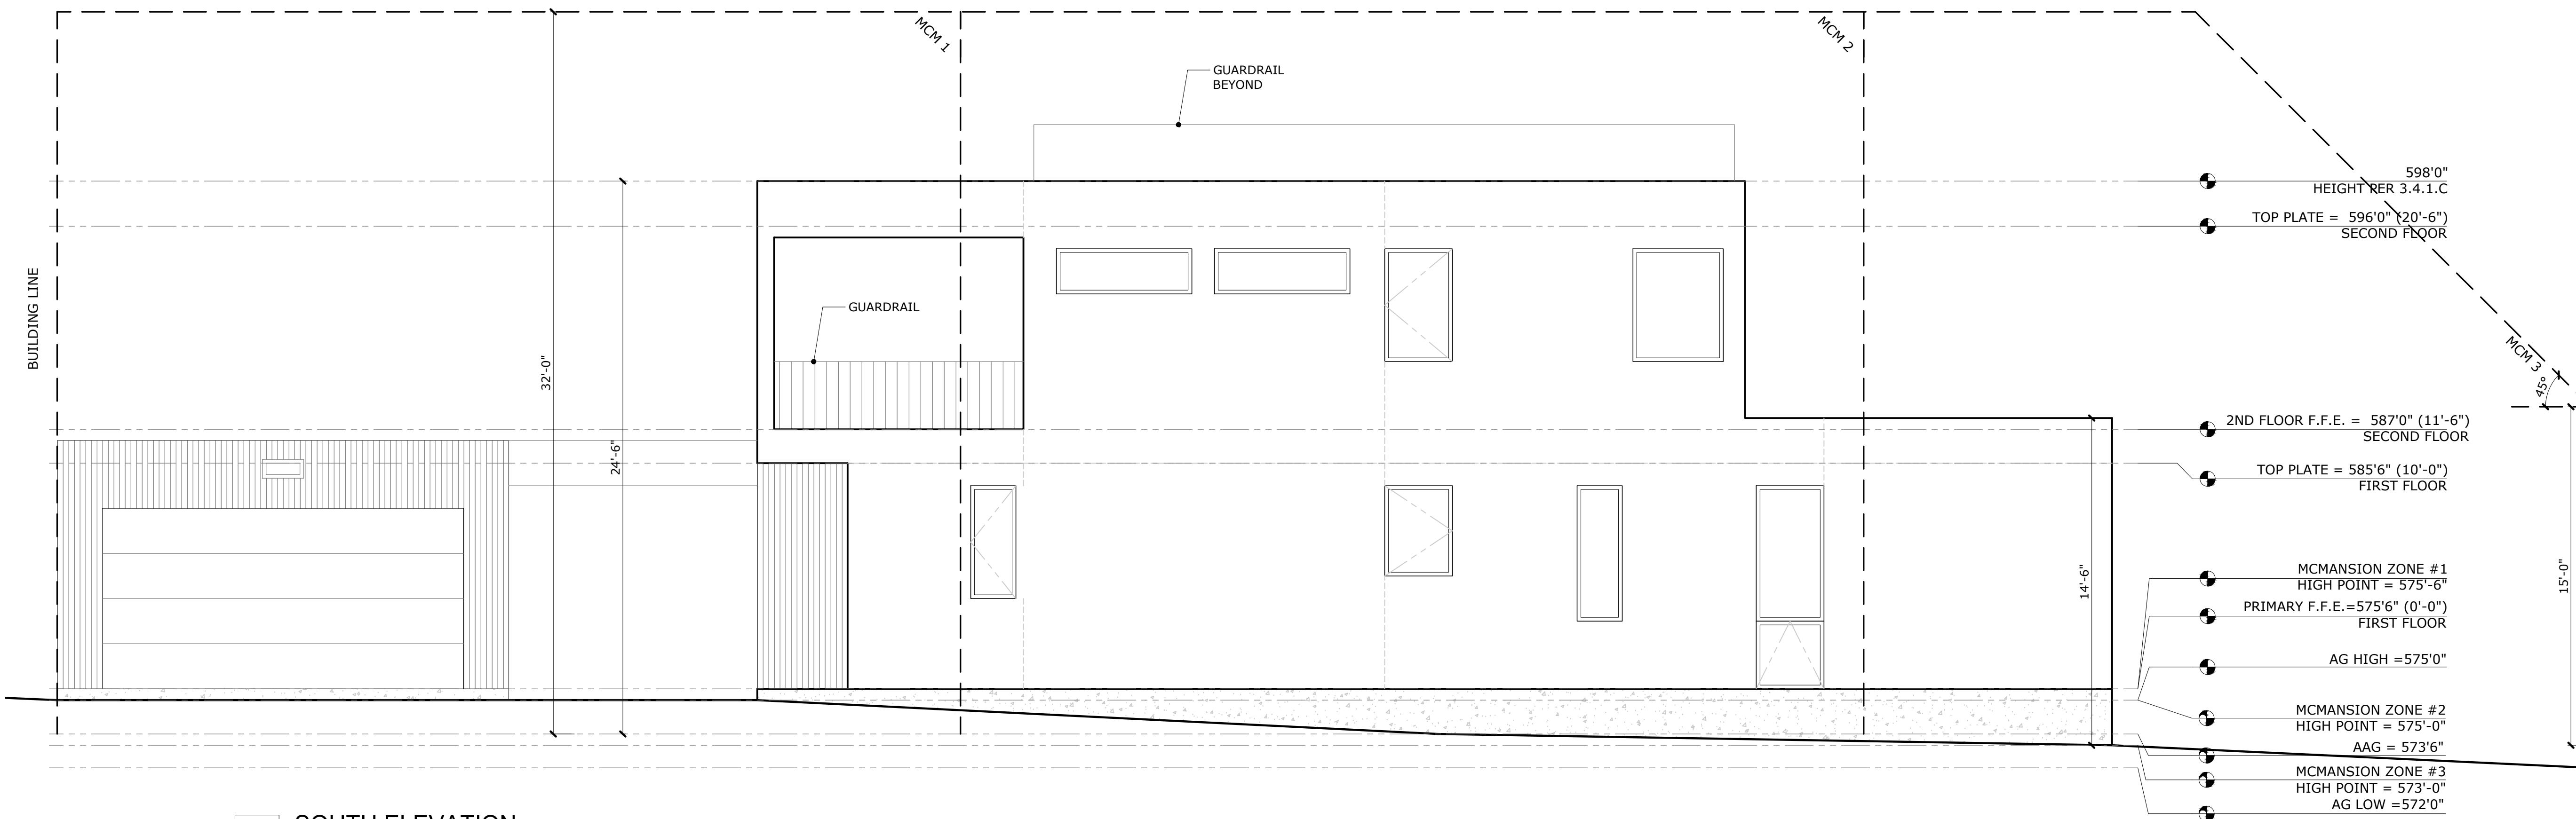 MCM 1
MCM 2
GUARDRAIL
BEYOND
598'0"
HEIGHT PER 3.4.1.C
TOP PLATE = 596'0" (20'-6")
SECOND FLOOR
BUILDING LINE
GUARDRAIL
32'-0"
MCM 3
45°
2ND FLOOR F.F.E. = 587'0" (11'-6")
SECOND FLOOR
24'-6"
TOP PLATE = 585'6" (10'-0")
FIRST FLOOR
14'-6"
15'-0"
MCMANSION ZONE #1
HIGH POINT = 575'-6"
PRIMARY F.F.E.=575'6" (0'-0")
FIRST FLOOR
AG HIGH =575'0"
MCMANSION ZONE #2
HIGH POINT = 575'-0"
AAG = 573'6"
MCMANSION ZONE #3
HIGH POINT = 573'-0"
AG LOW =572'0"
SOUTH ELEVATION